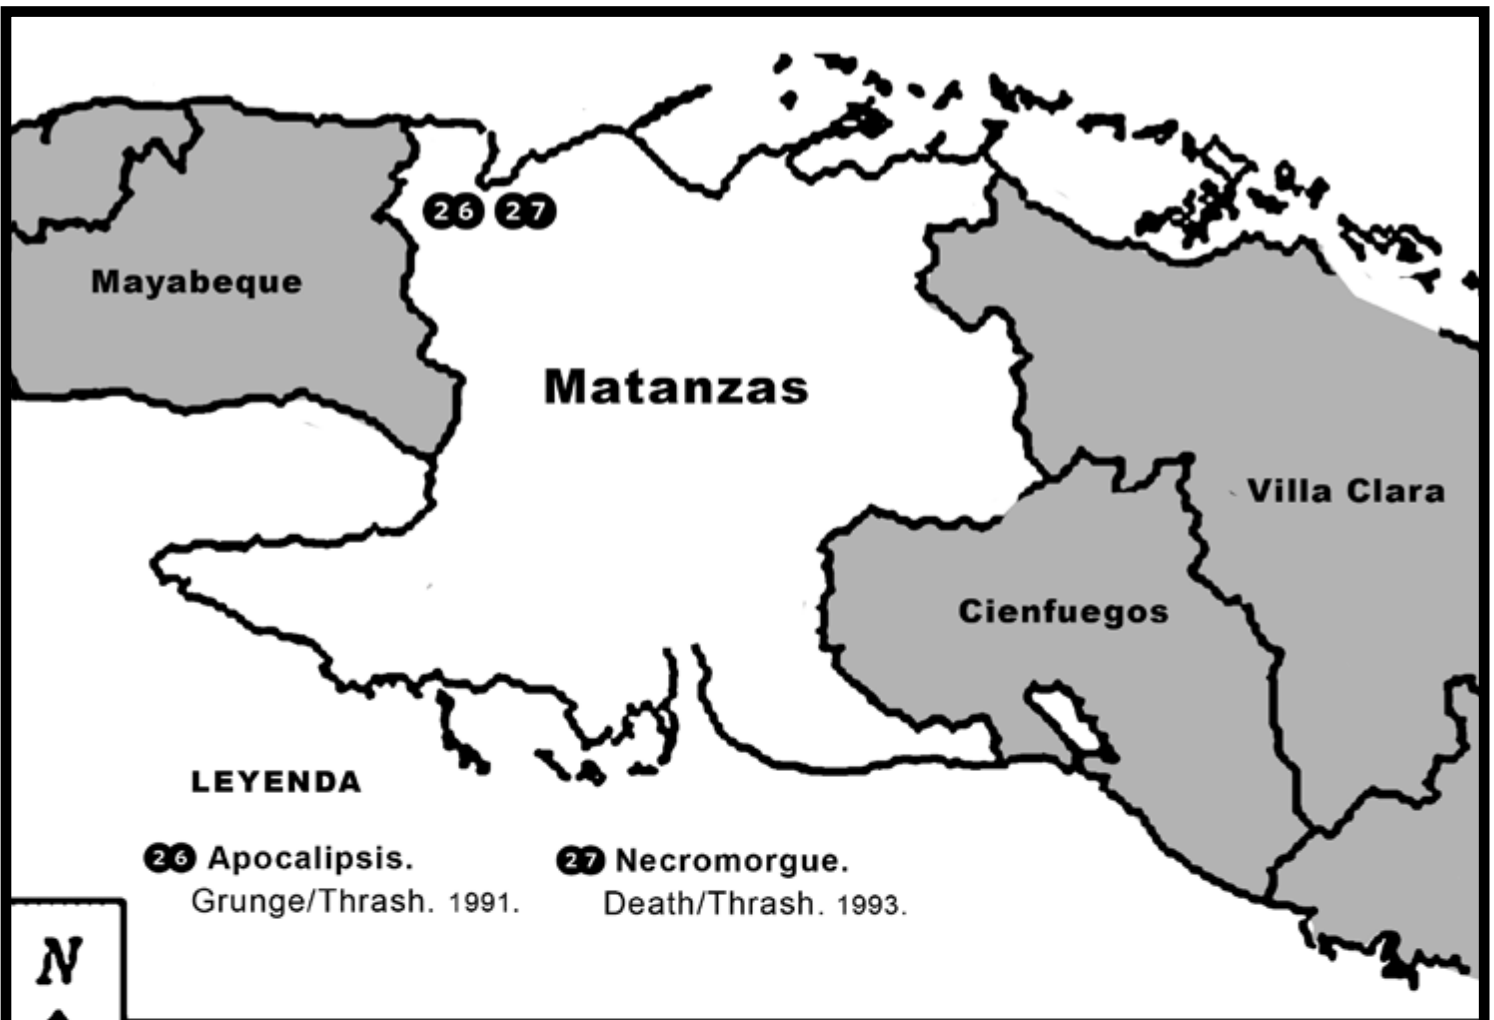 26 27
Mayabeque
Matanzas
Villa Clara
Cienfuegos
LEYENDA
26 Apocalipsis.
Grunge/Thrash. 1991.
27 Necromorgue.
Death/Thrash. 1993.
N